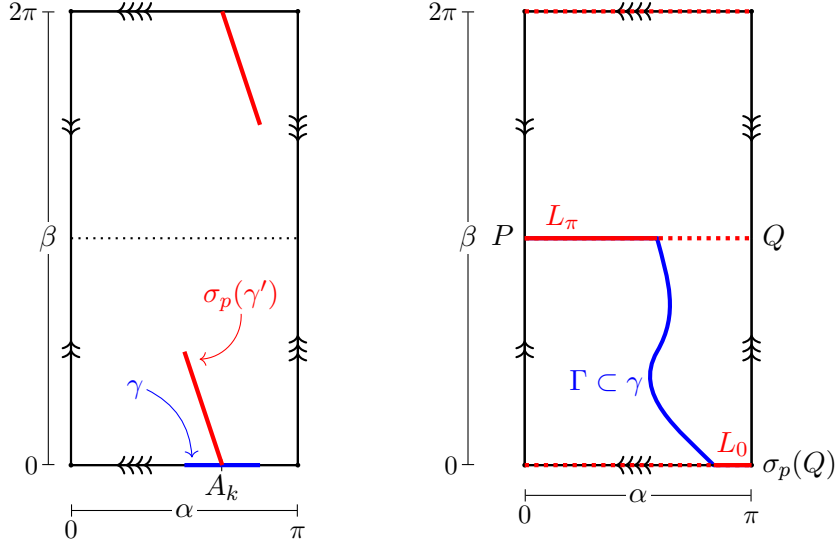 2π
β
0
σ_p(γ′)
γ
A_k
α
0
π
2π
β
0
P
L_π
Q
Γ ⊂ γ
L_0
σ_p(Q)
α
0
π